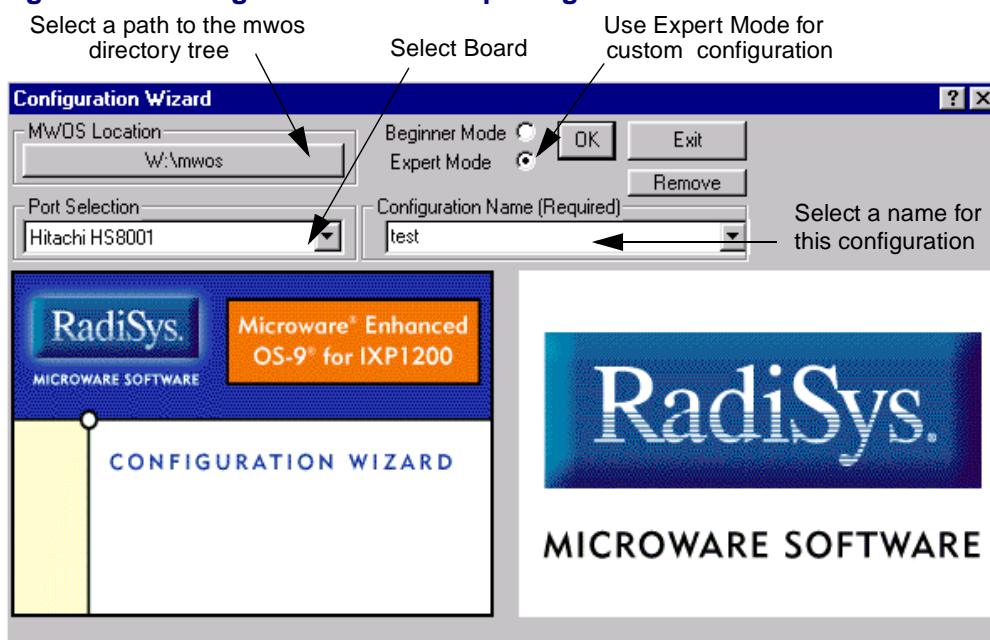 Select a path to the mwos
directory tree
Select Board
Use Expert Mode for
custom configuration
Configuration Wizard
MWOS Location
W:\mwos
Beginner Mode
Expert Mode
OK
Exit
Remove
Port Selection
Hitachi HS8001
Configuration Name (Required)
test
Select a name for
this configuration
RadiSys.
MICROWARE SOFTWARE
Microware® Enhanced
OS-9® for IXP1200
CONFIGURATION WIZARD
RadiSys.
MICROWARE SOFTWARE